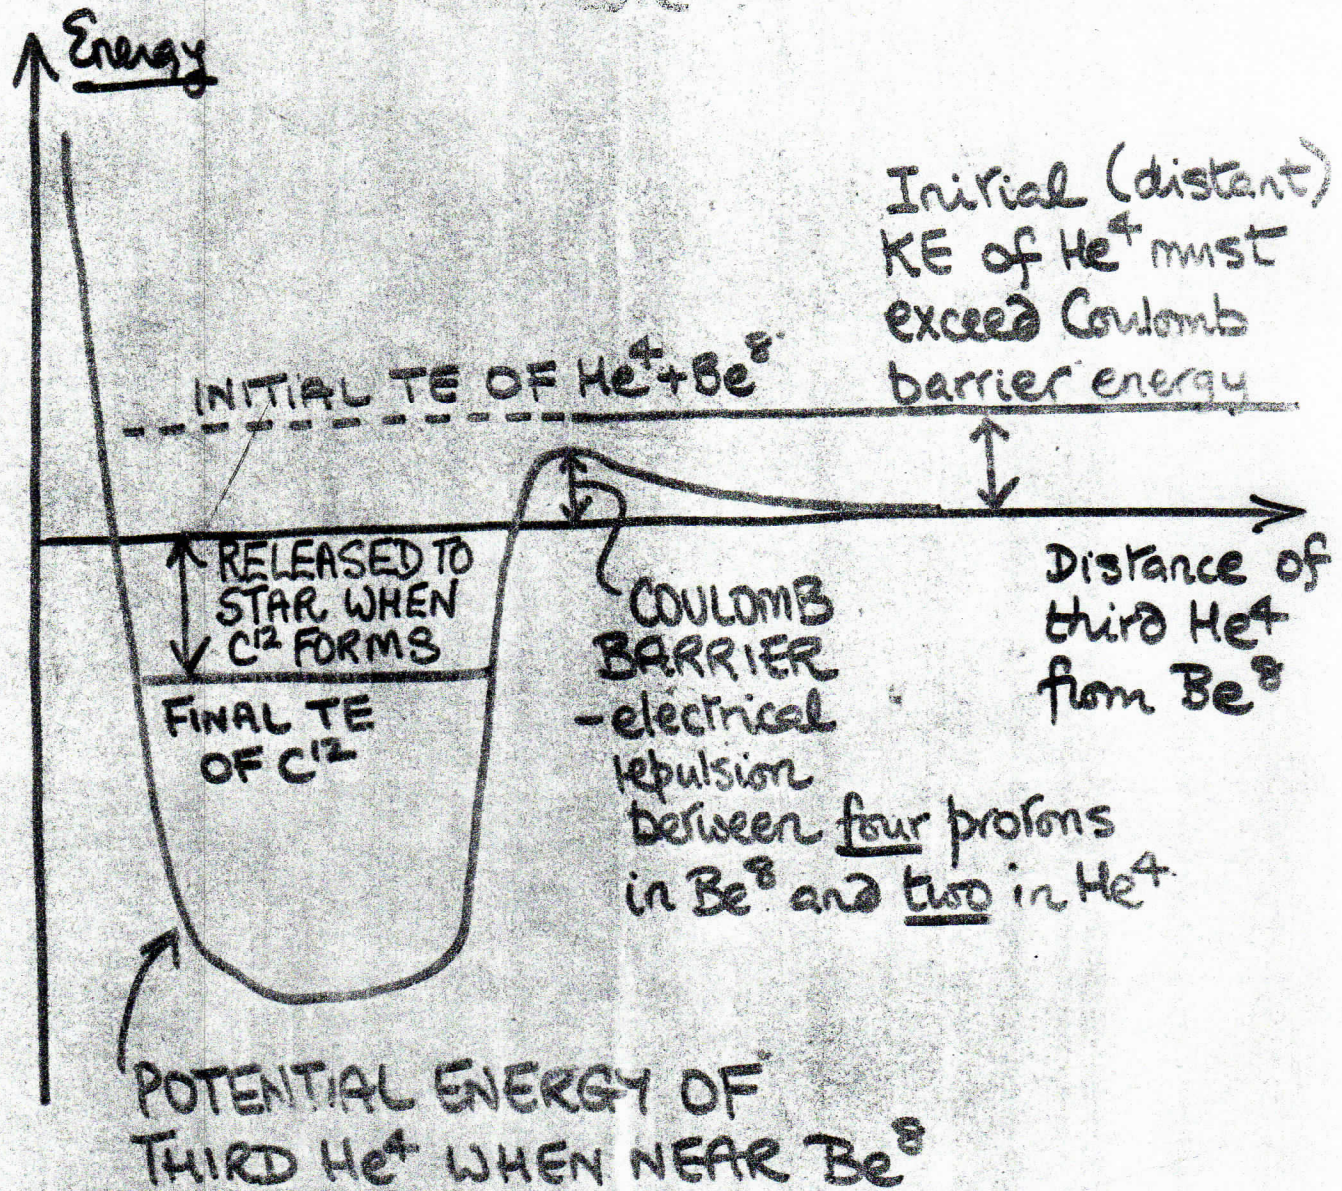 Energy
Initial (distant)
KE of He⁴ must
exceed Coulomb
barrier energy
INITIAL TE OF He⁴+Be⁸
RELEASED TO
STAR WHEN
C¹² FORMS
FINAL TE
OF C¹²
COULOMB
BARRIER
-electrical
repulsion
between four protons
in Be⁸ and two in He⁴
Distance of
third He⁴
from Be⁸
POTENTIAL ENERGY OF
THIRD He⁴ WHEN NEAR Be⁸